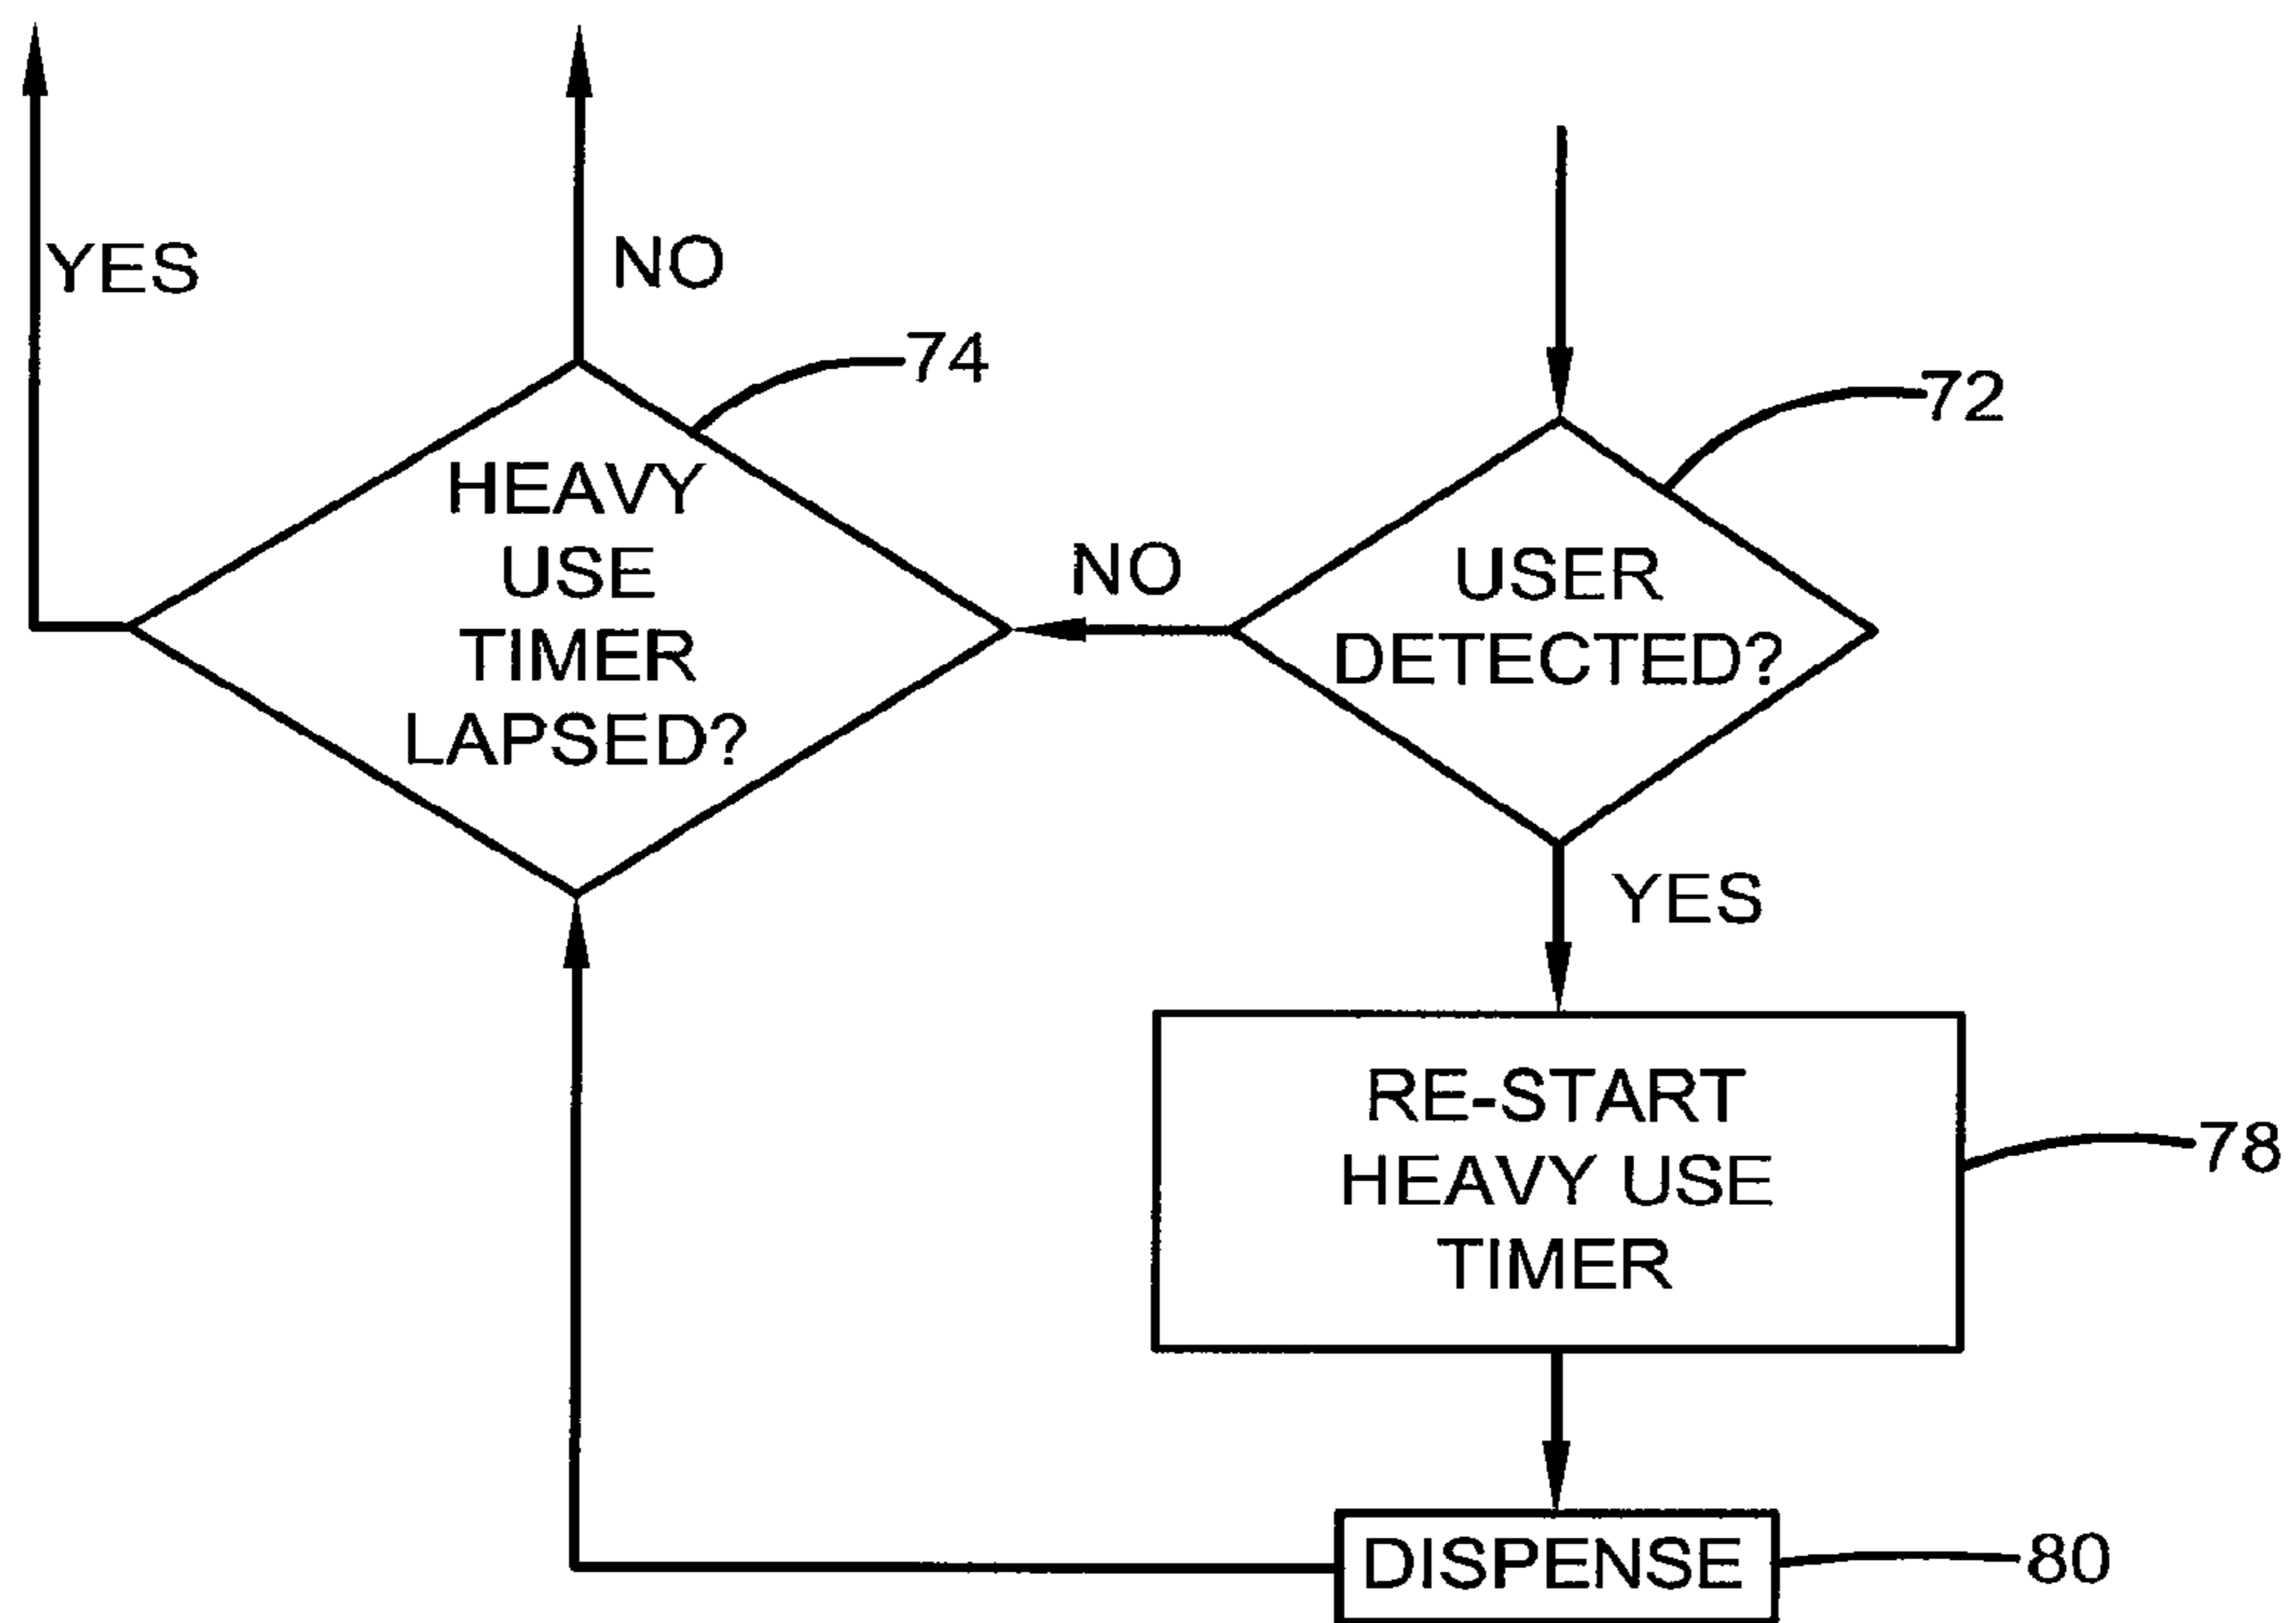 YES
NO
74
72
HEAVY
USE
TIMER
LAPSED?
NO
USER
DETECTED?
YES
RE-START
HEAVY USE
TIMER
78
DISPENSE
80